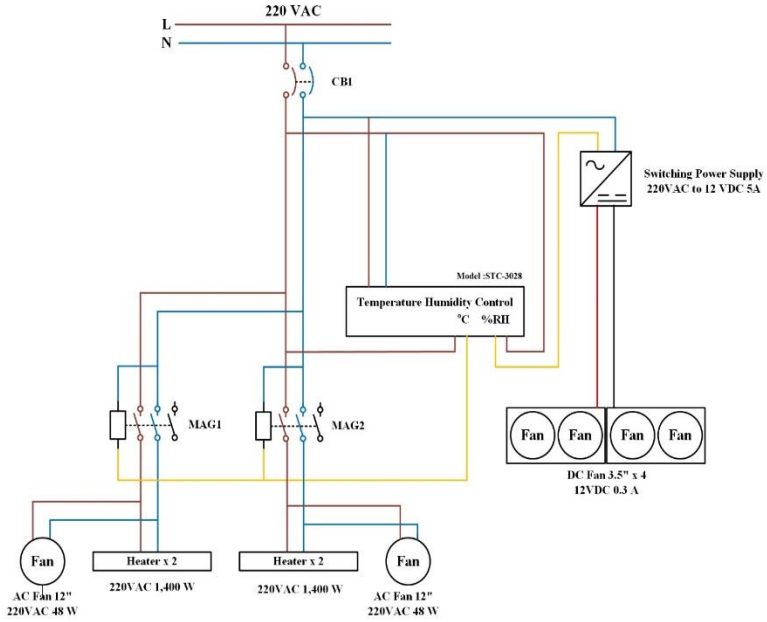 220 VAC
L
N
CB1
Switching Power Supply
220VAC to 12 VDC 5A
Model :STC-3028
Temperature Humidity Control
°C %RH
MAG1
MAG2
Fan Fan Fan Fan
DC Fan 3.5" x 4
12VDC 0.3 A
Fan
Heater x 2
Heater x 2
Fan
220VAC 1,400 W
220VAC 1,400 W
AC Fan 12"
220VAC 48 W
AC Fan 12"
220VAC 48 W